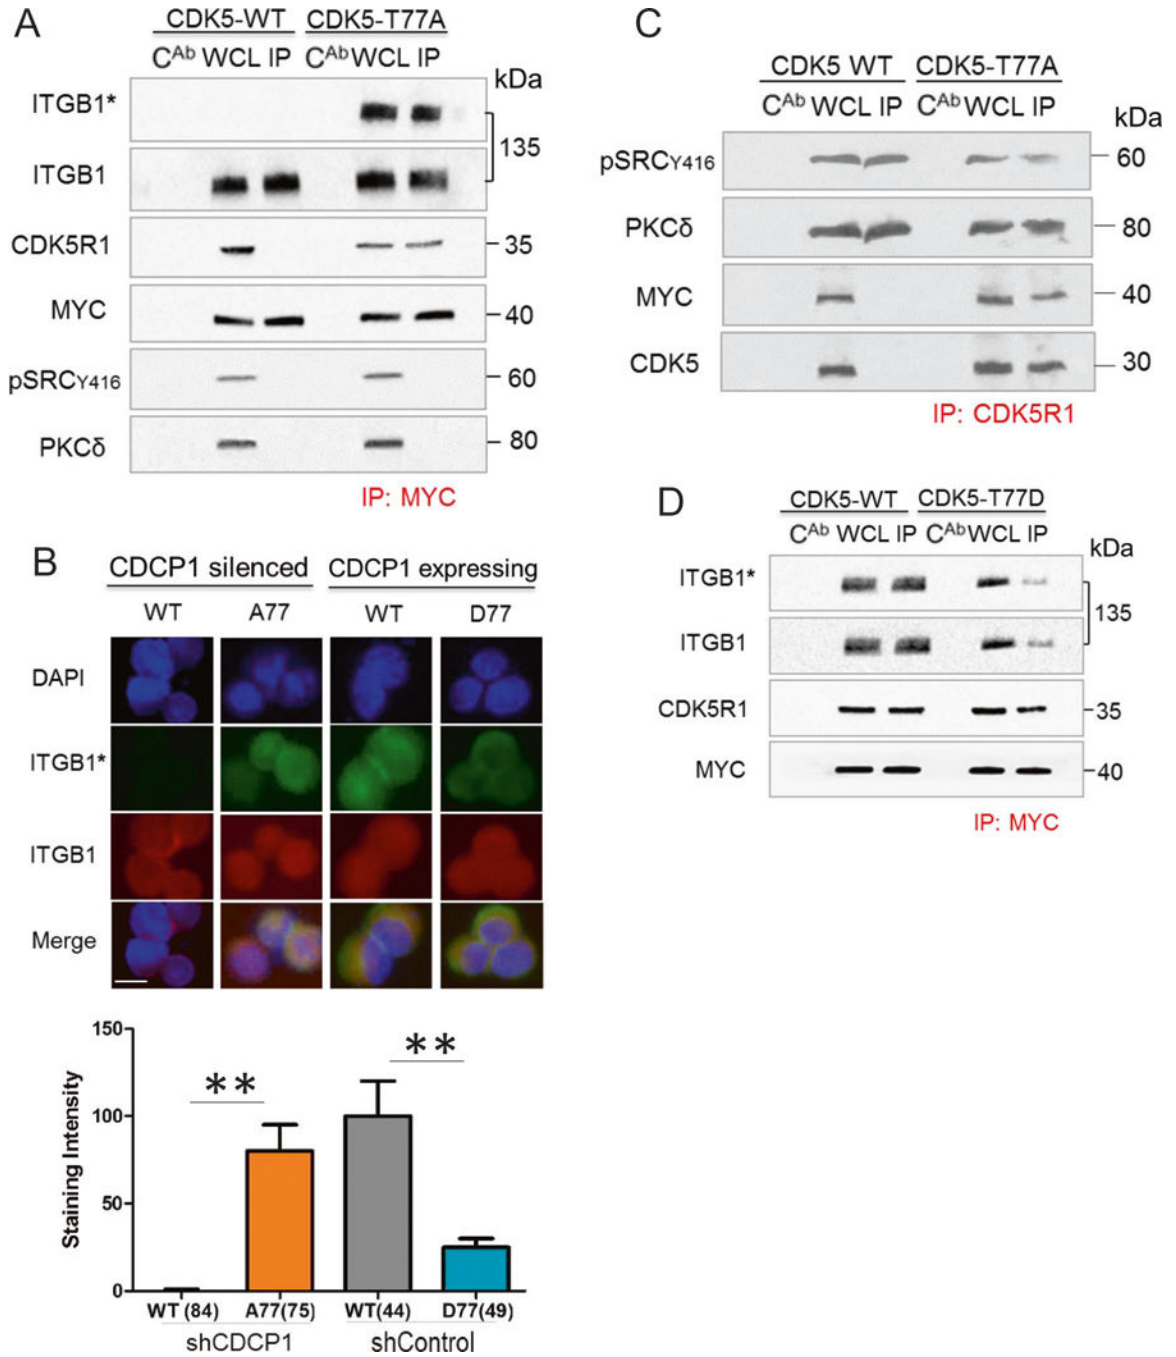 A
CDK5-WT CDK5-T77A
CAb WCL IP CAb WCL IP
kDa
ITGB1*
135
ITGB1
CDK5R1 35
MYC 40
pSRCY416 60
PKCδ 80
IP: MYC
B
CDCP1 silenced CDCP1 expressing
WT A77 WT D77
DAPI
ITGB1*
ITGB1
Merge
150
100
50
0
Staining Intensity
** **
WT (84) A77(75) WT(44) D77(49)
shCDCP1 shControl
C
CDK5 WT CDK5-T77A
CAb WCL IP CAb WCL IP
kDa
pSRCY416 60
PKCδ 80
MYC 40
CDK5 30
IP: CDK5R1
D
CDK5-WT CDK5-T77D
CAb WCL IP CAb WCL IP
kDa
ITGB1*
135
ITGB1
CDK5R1 35
MYC 40
IP: MYC